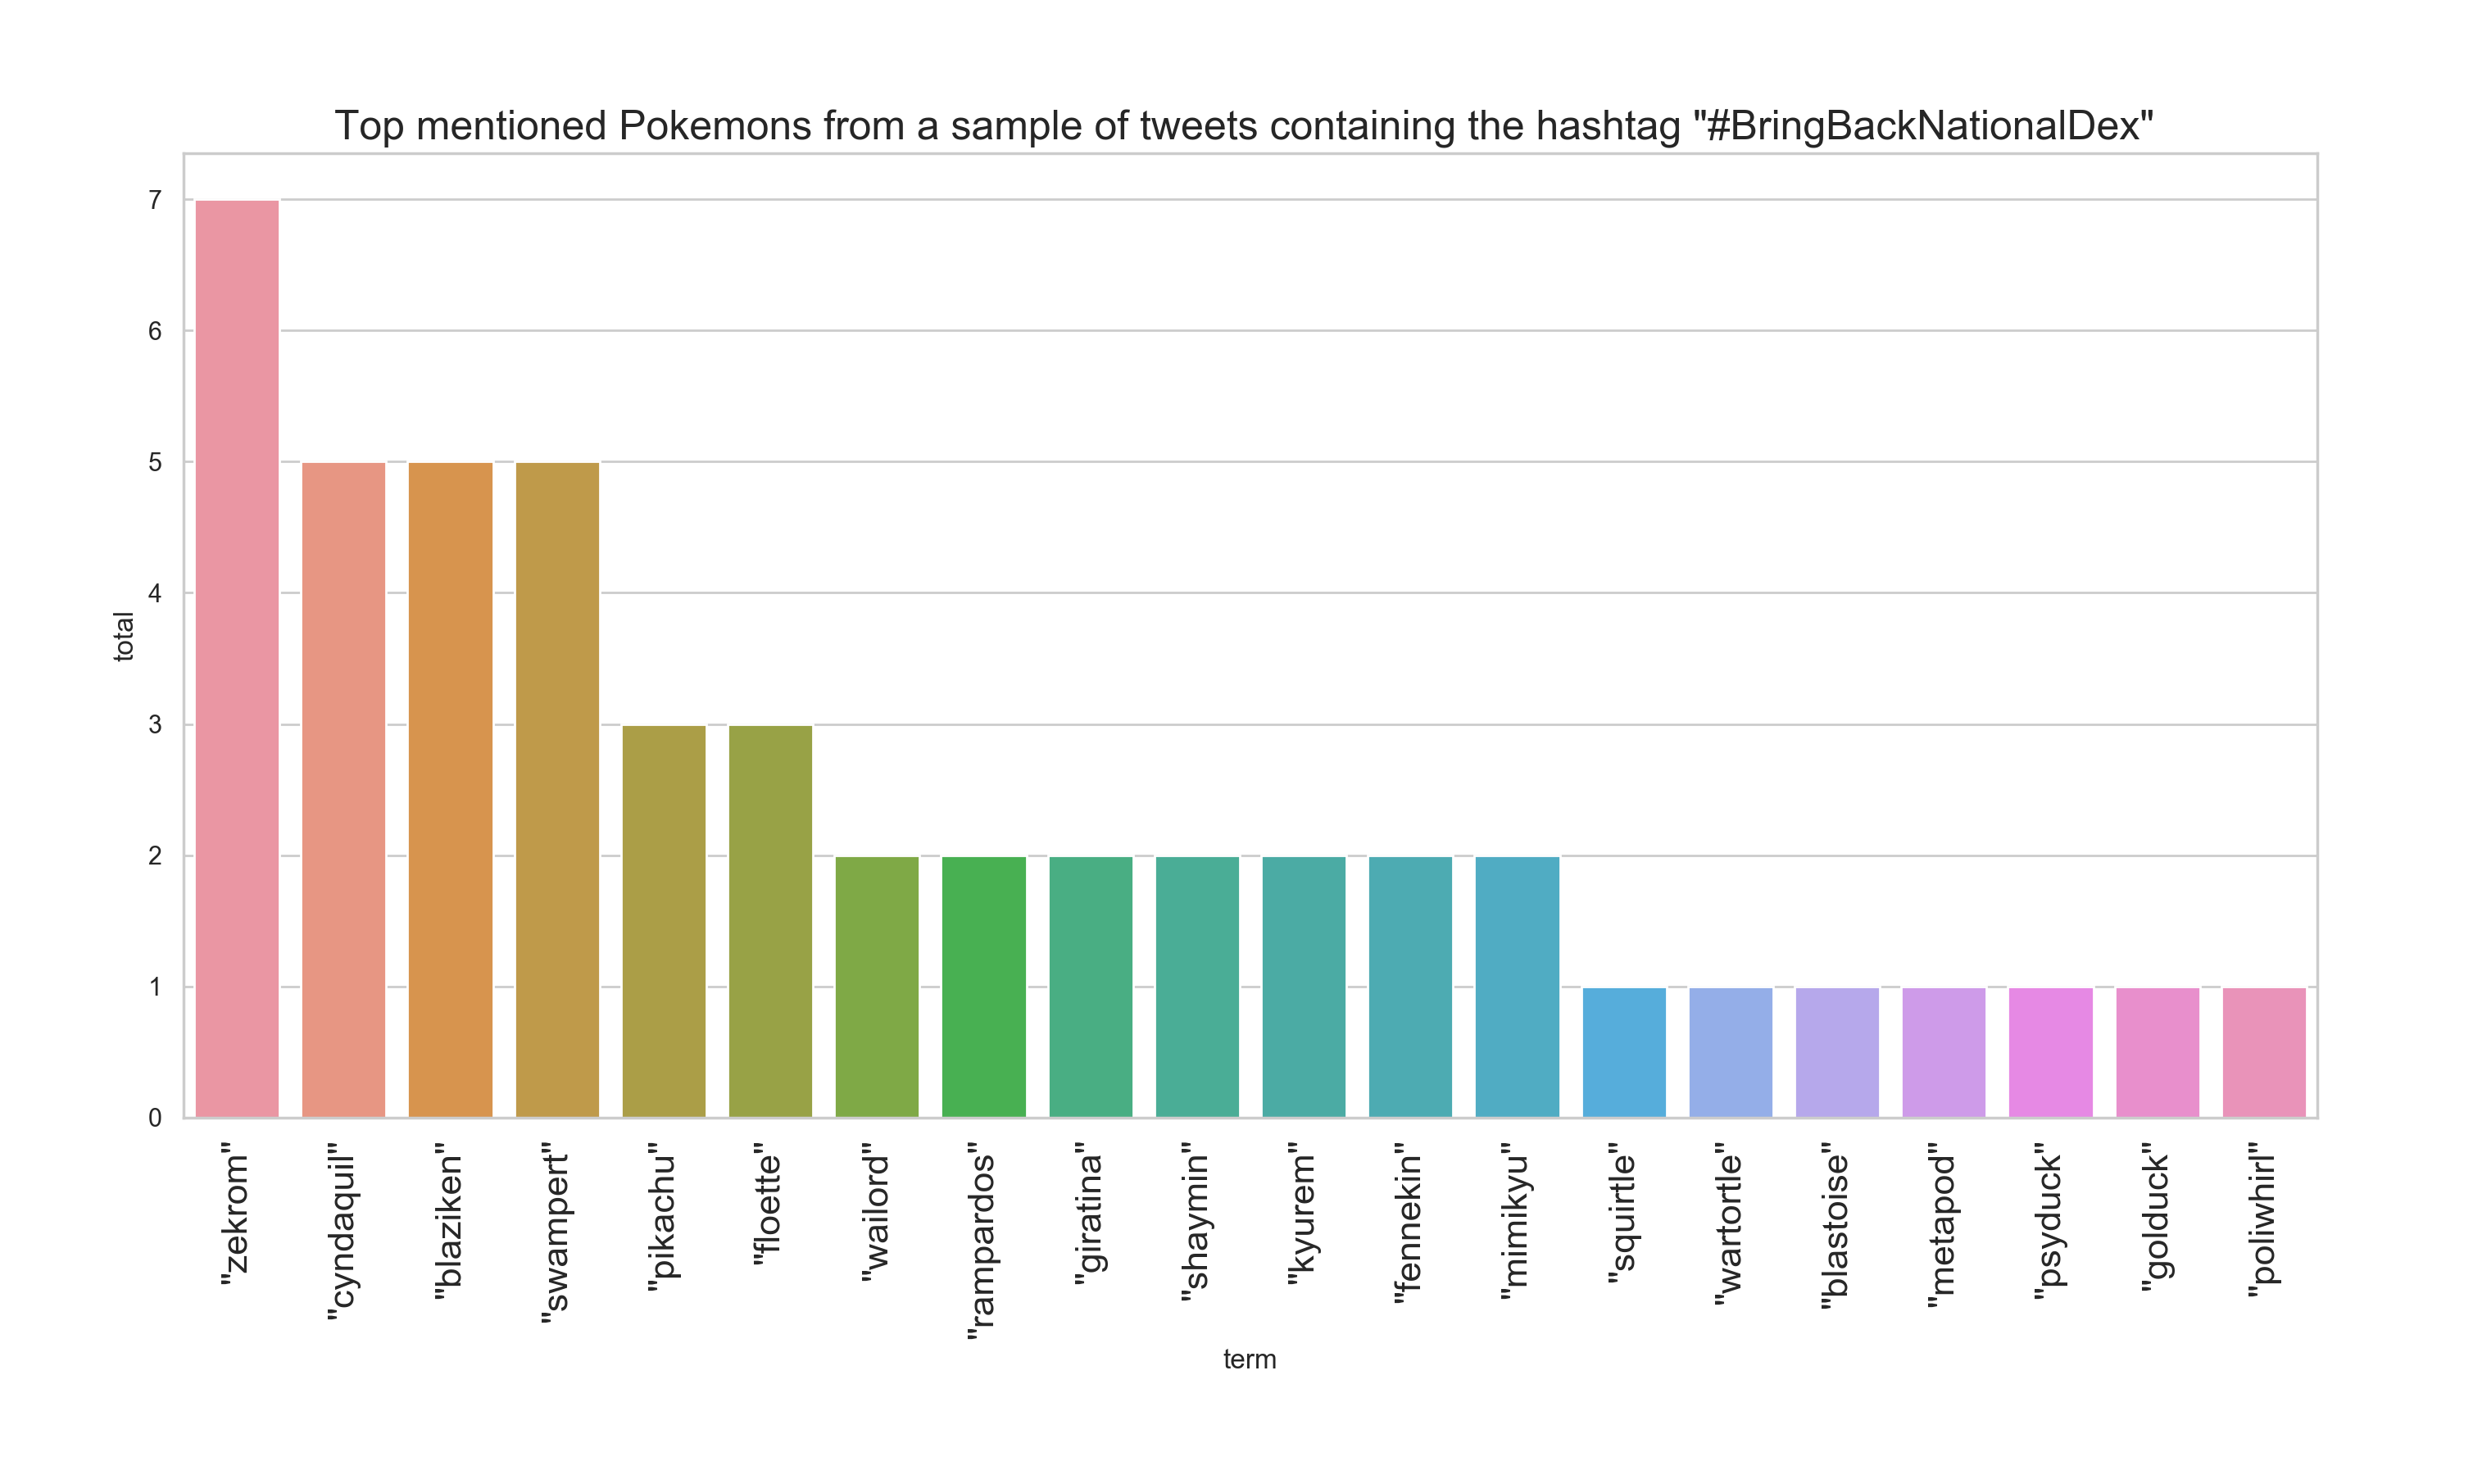 Top mentioned Pokemons from a sample of tweets containing the hashtag "#BringBackNationalDex"
7
6
5
4
3
2
1
0
total
"zekrom"
"cyndaquil"
"blaziken"
"swampert"
"pikachu"
"floette"
"wailord"
"rampardos"
"giratina"
"shaymin"
"kyurem"
"fennekin"
"mimikyu"
"squirtle"
"wartortle"
"blastoise"
"metapod"
"psyduck"
"golduck"
"poliwhirl"
term